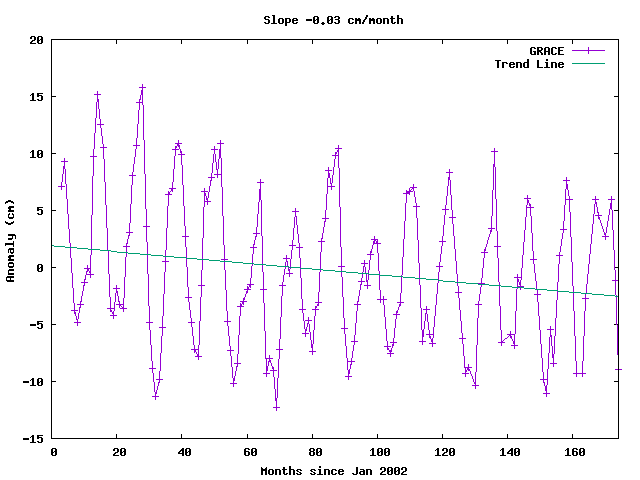 Slope -0.03 cm/month
GRACE
Trend Line
20
15
10
5
0
-5
-10
-15
Anomaly (cm)
0 20 40 60 80 100 120 140 160
Months since Jan 2002